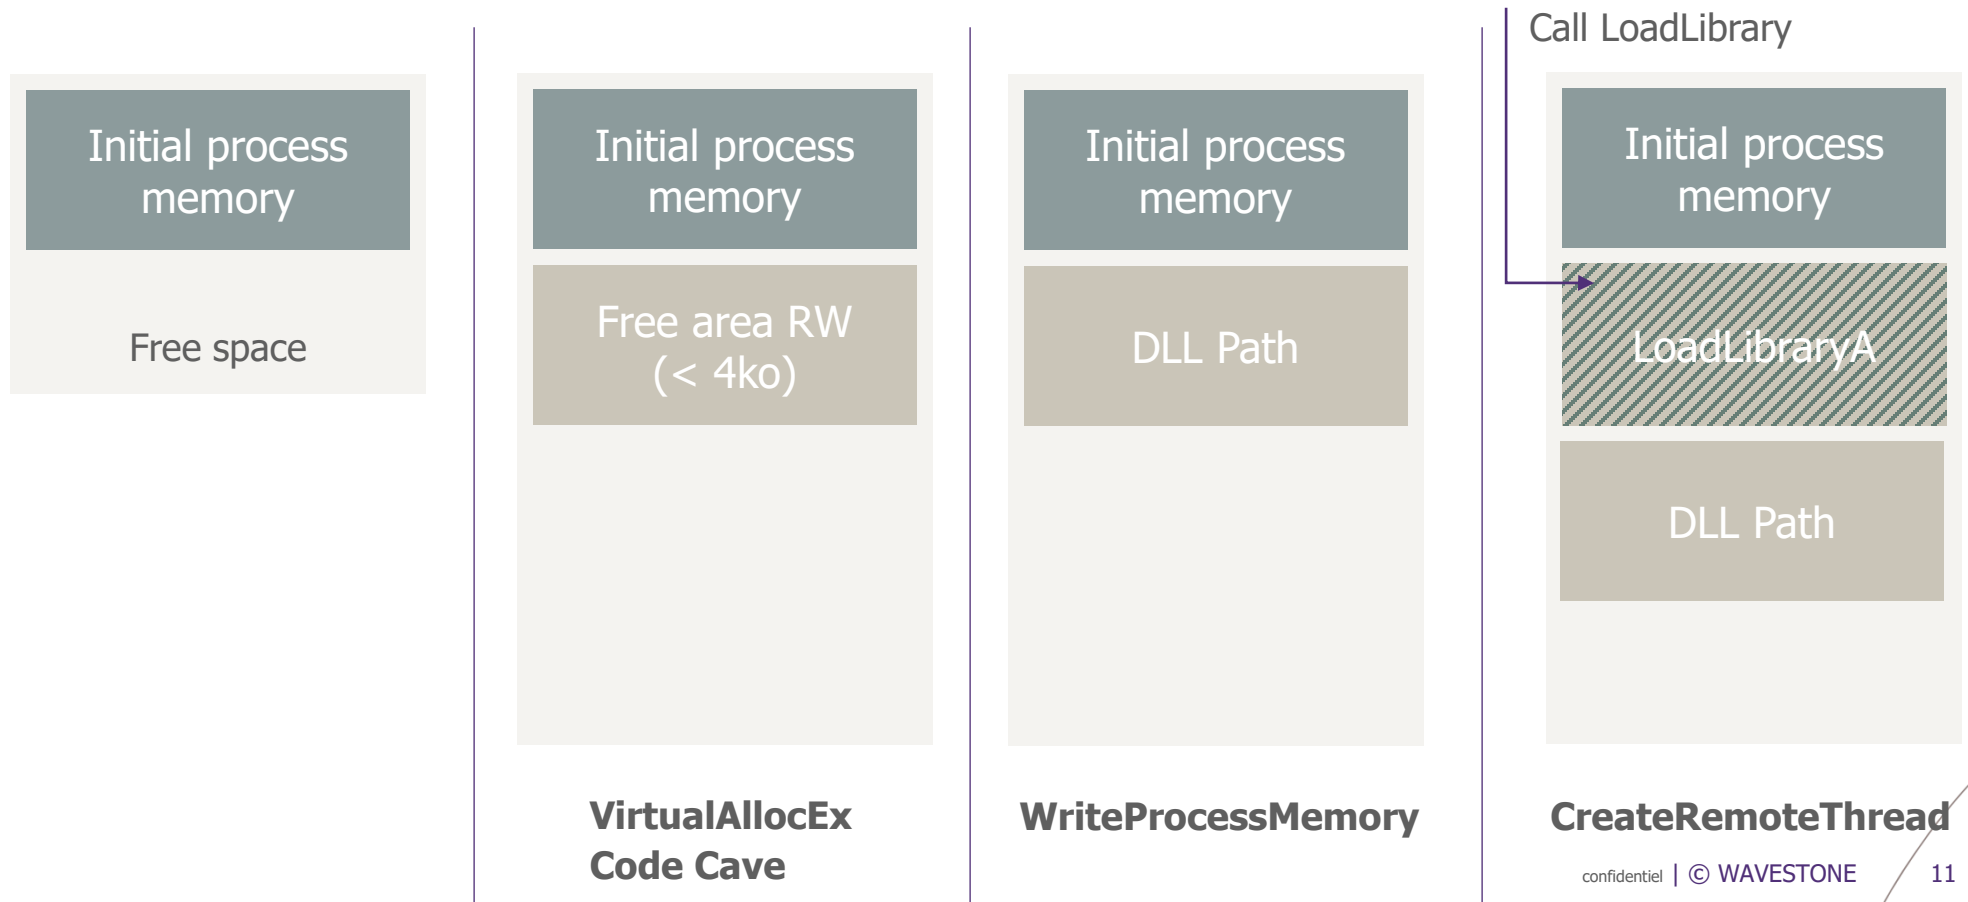 Initial process
memory
Free space
Initial process
memory
Free area RW
(< 4ko)
VirtualAllocEx
Code Cave
Initial process
memory
DLL Path
WriteProcessMemory
Call LoadLibrary
Initial process
memory
LoadLibraryA
DLL Path
CreateRemoteThread
confidentiel | © WAVESTONE
11